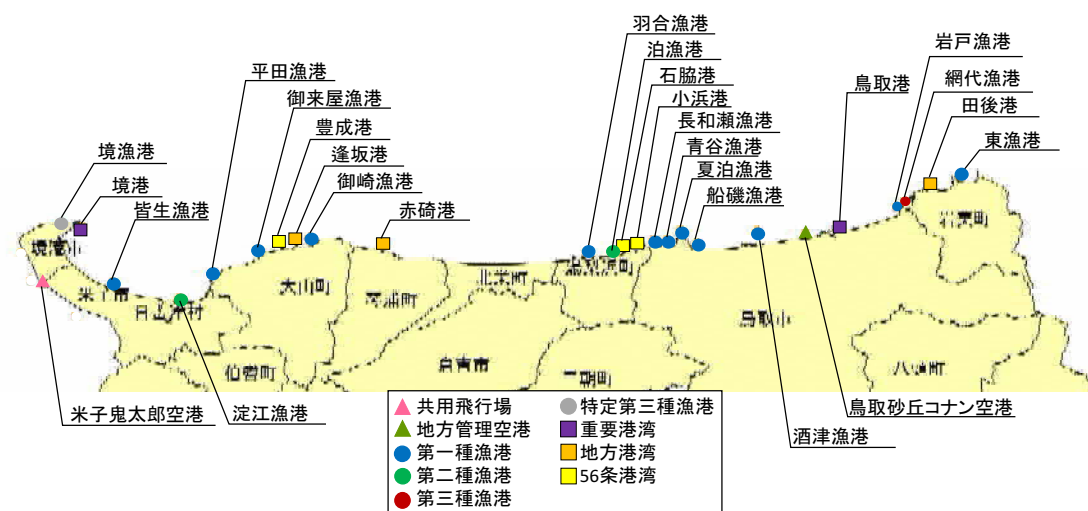 羽合漁港
泊漁港
石脇港
小浜港
長和瀬漁港
青谷漁港
夏泊漁港
船磯漁港
岩戸漁港
網代漁港
田後港
東漁港
鳥取港
平田漁港
御来屋漁港
豊成港
逢坂港
御崎漁港
赤碕港
境漁港
境港
皆生漁港
境港市
米子市
日吉津村
大山町
伯耆町
琴浦町
北栄町
倉吉市
湯梨浜町
三朝町
鳥取市
岩美町
八頭町
米子鬼太郎空港
淀江漁港
鳥取砂丘コナン空港
酒津漁港
共用飛行場
地方管理空港
第一種漁港
第二種漁港
第三種漁港
特定第三種漁港
重要港湾
地方港湾
56条港湾